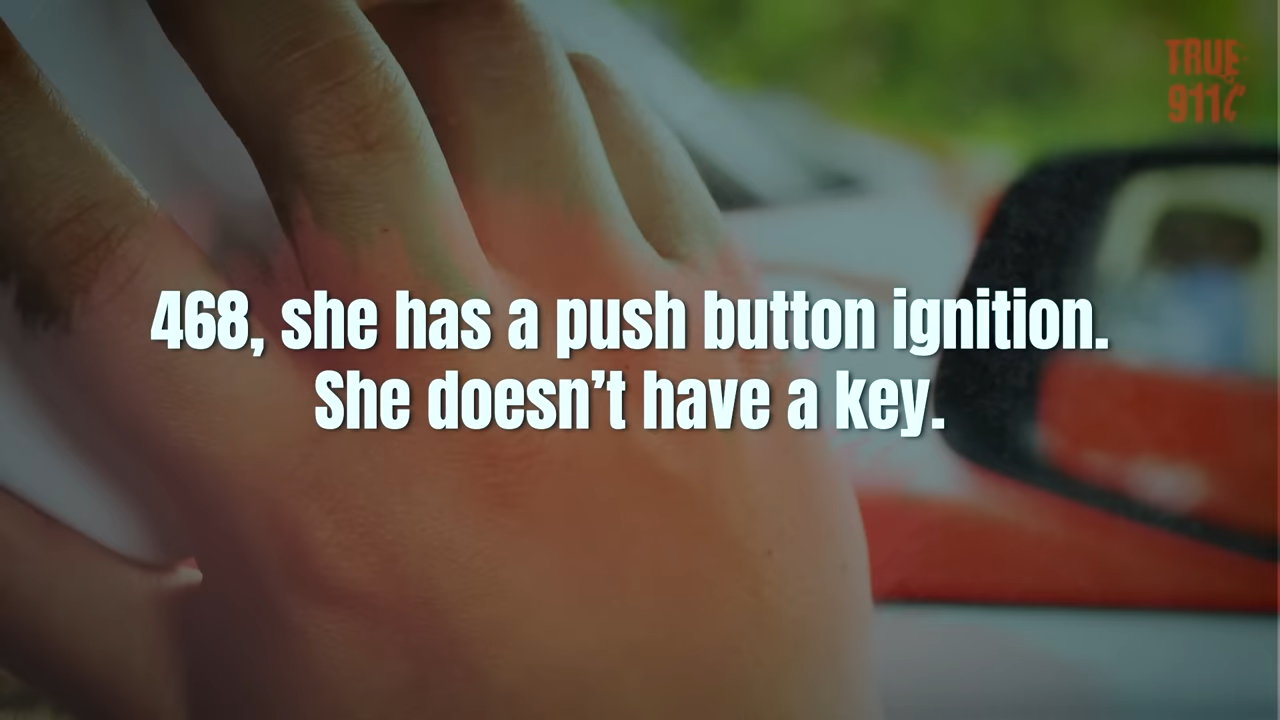 TRUE
911
468, she has a push button ignition.
She doesn’t have a key.